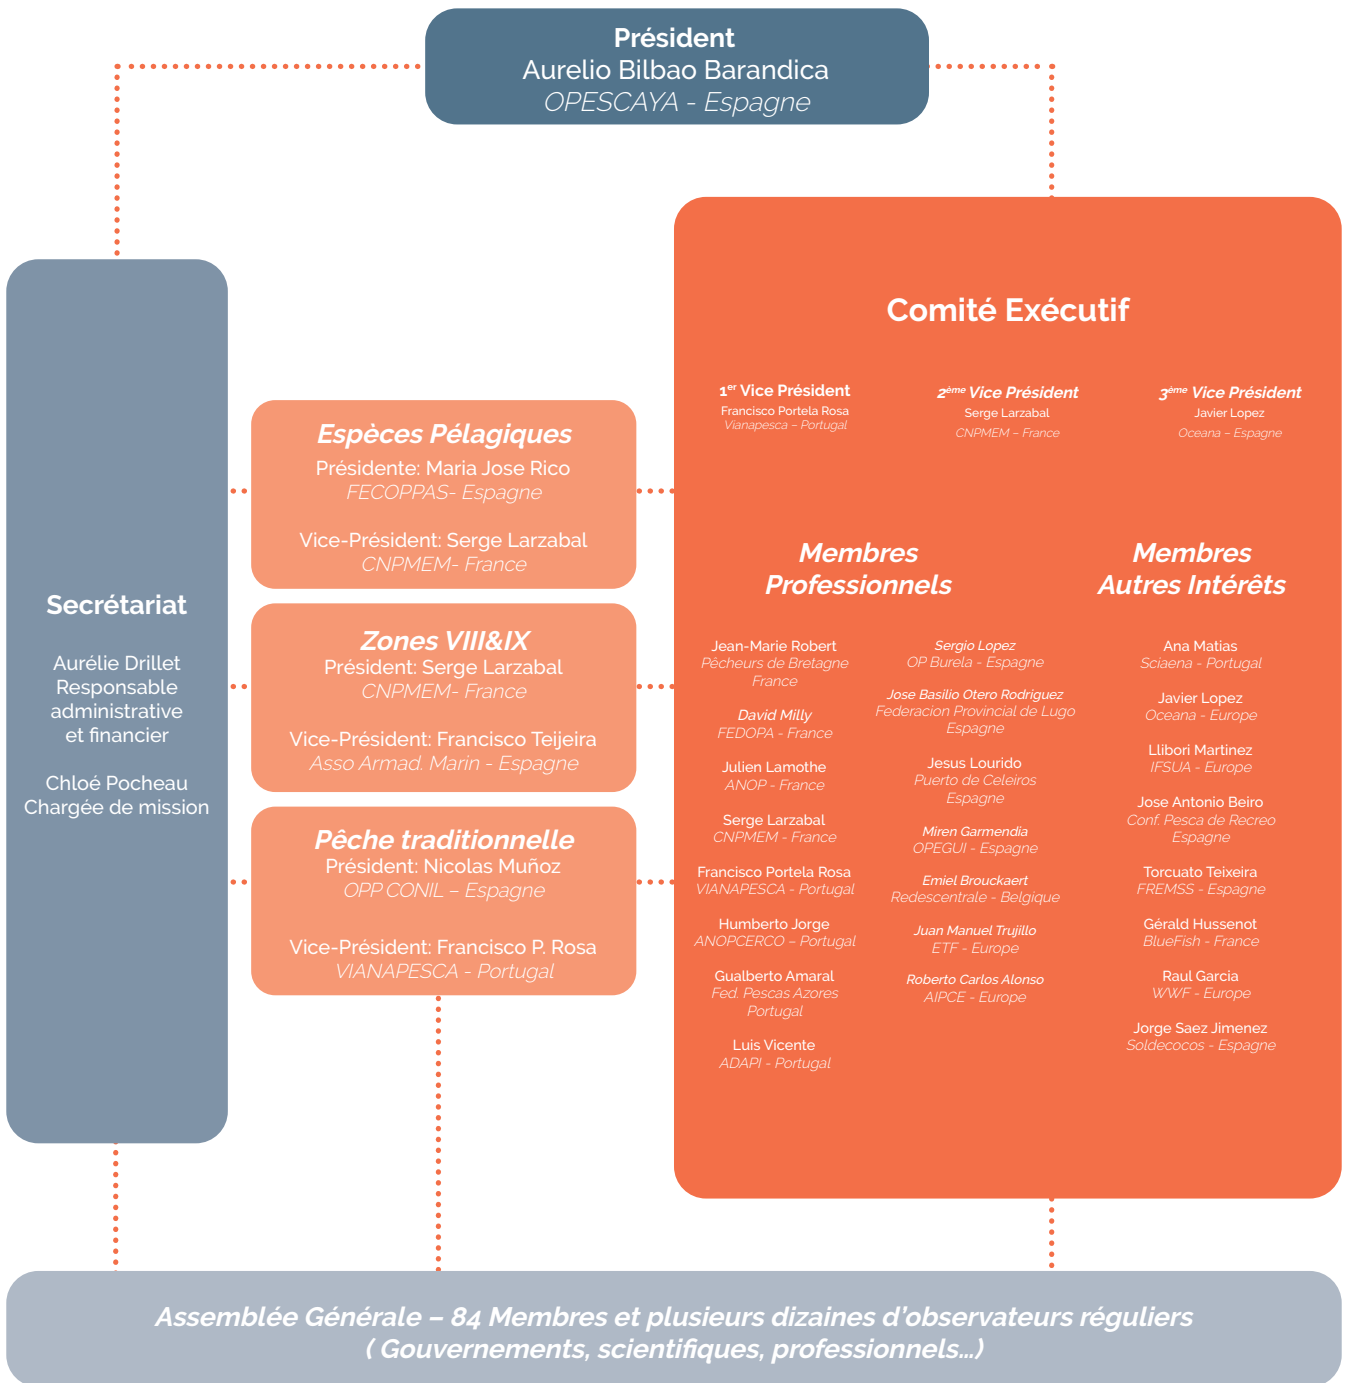 Président
Aurelio Bilbao Barandica
OPESCAYA - Espagne
Secrétariat
Aurélie Drillet
Responsable
administrative
et financier
Chloé Pocheau
Chargée de mission
Espèces Pélagiques
Présidente: Maria Jose Rico
FECOPPAS- Espagne
Vice-Président: Serge Larzabal
CNPMEM- France
Zones VIII&IX
Président: Serge Larzabal
CNPMEM- France
Vice-Président: Francisco Teijeira
Asso Armad. Marin - Espagne
Pêche traditionnelle
Président: Nicolas Muñoz
OPP CONIL – Espagne
Vice-Président: Francisco P. Rosa
VIANAPESCA - Portugal
Comité Exécutif
1er Vice Président
Francisco Portela Rosa
Vianapesca – Portugal
2ème Vice Président
Serge Larzabal
CNPMEM – France
3ème Vice Président
Javier Lopez
Oceana – Espagne
Membres
Professionnels
Jean-Marie Robert
Pêcheurs de Bretagne
France
David Milly
FEDOPA - France
Julien Lamothe
ANOP - France
Serge Larzabal
CNPMEM - France
Francisco Portela Rosa
VIANAPESCA - Portugal
Humberto Jorge
ANOPCERCO – Portugal
Gualberto Amaral
Fed. Pescas Azores
Portugal
Luis Vicente
ADAPI - Portugal
Sergio Lopez
OP Burela - Espagne
Jose Basilio Otero Rodriguez
Federacion Provincial de Lugo
Espagne
Jesus Lourido
Puerto de Celeiros
Espagne
Miren Garmendia
OPEGUI - Espagne
Emiel Brouckaert
Redescentrale - Belgique
Juan Manuel Trujillo
ETF - Europe
Roberto Carlos Alonso
AIPCE - Europe
Membres
Autres Intérêts
Ana Matias
Sciaena - Portugal
Javier Lopez
Oceana - Europe
Llibori Martinez
IFSUA - Europe
Jose Antonio Beiro
Conf. Pesca de Recreo
Espagne
Torcuato Teixeira
FREMSS - Espagne
Gérald Hussenot
BlueFish - France
Raul Garcia
WWF - Europe
Jorge Saez Jimenez
Soldecocos - Espagne
Assemblée Générale – 84 Membres et plusieurs dizaines d'observateurs réguliers
( Gouvernements, scientifiques, professionnels...)